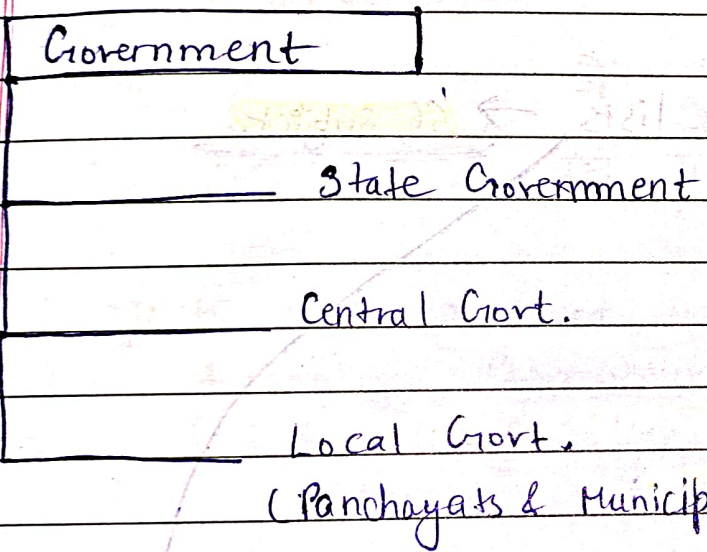 Government
State Government
Central Govt.
Local Govt.
(Panchayats & Municip